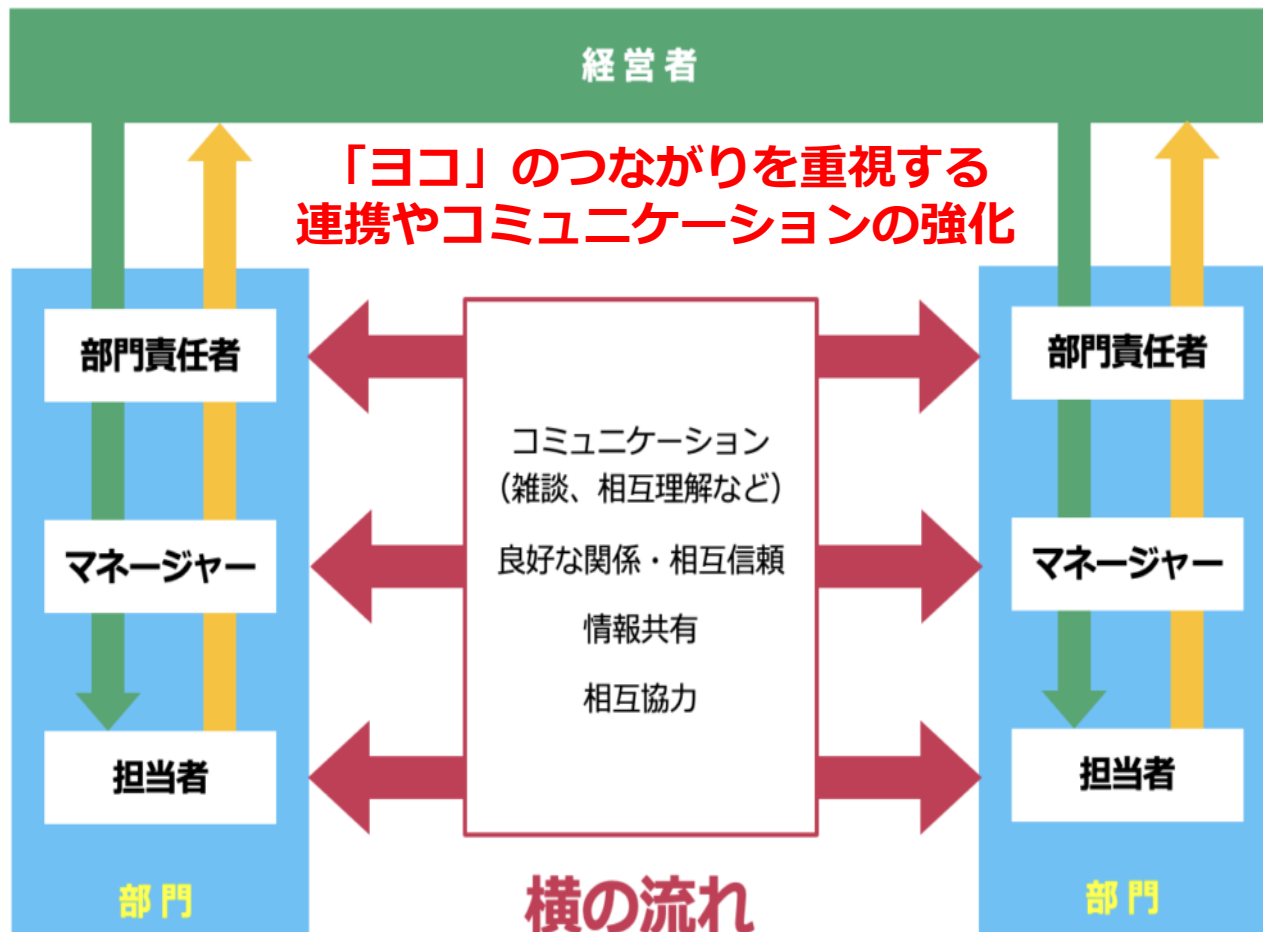 経営者
「ヨコ」のつながりを重視する
連携やコミュニケーションの強化
部門責任者
マネージャー
担当者
部門
コミュニケーション
（雑談、相互理解など）
良好な関係・相互信頼
情報共有
相互協力
横の流れ
部門責任者
マネージャー
担当者
部門